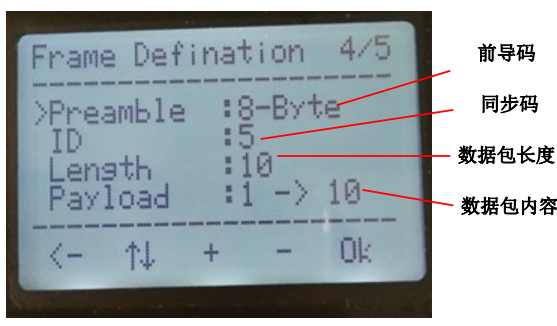 Frame Defination 4/5
>Preamble :8-Byte
ID :5
Length :10
Payload :1 -> 10
<- ↑↓ + - Ok
前导码
同步码
数据包长度
数据包内容